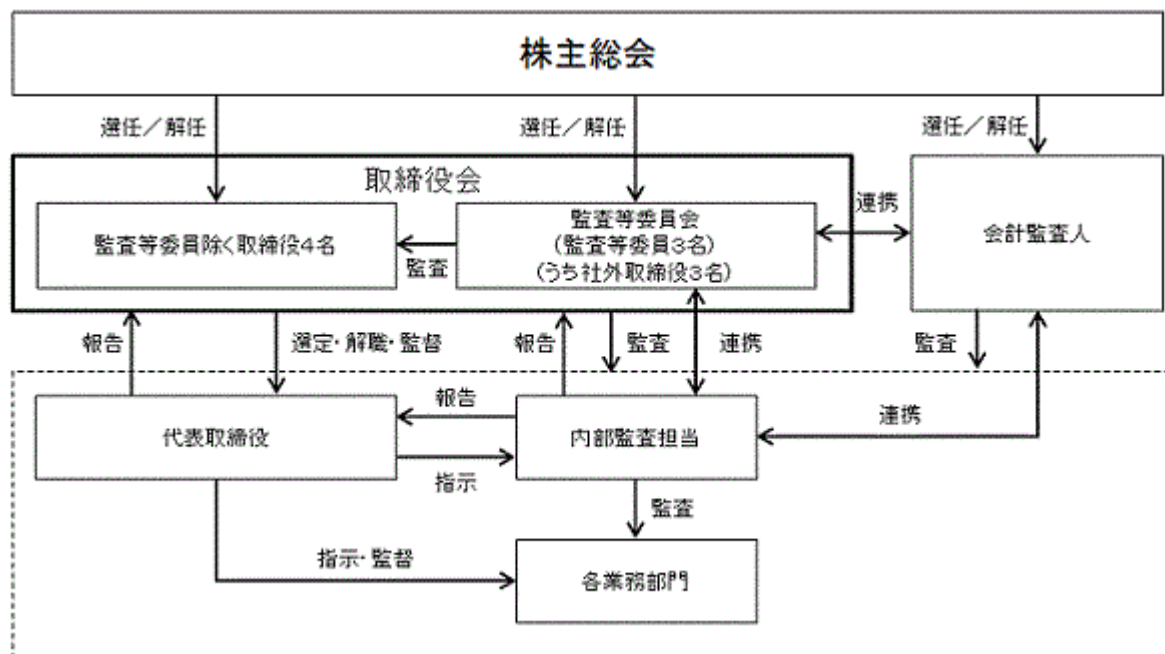 株主総会
選任／解任
選任／解任
選任／解任
取締役会
監査等委員除く取締役4名
監査
監査等委員会
(監査等委員3名)
(うち社外取締役3名)
連携
会計監査人
報告
選定・解職・監督
報告
監査
連携
監査
代表取締役
報告
指示
内部監査担当
連携
監査
指示・監督
各業務部門